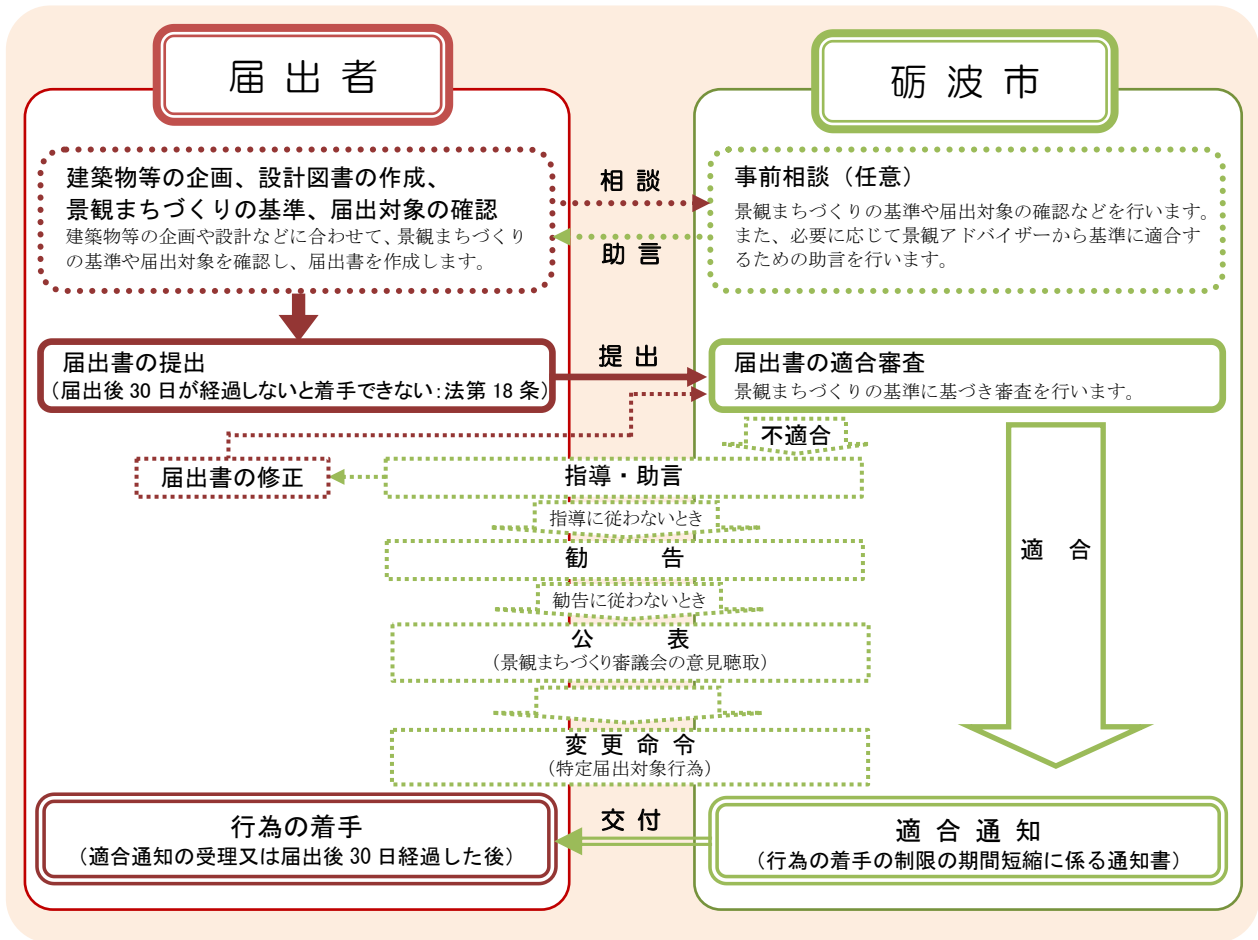 届出者
砺波市
建築物等の企画、設計図書の作成、
景観まちづくりの基準、届出対象の確認
建築物等の企画や設計などに合わせて、景観まちづくり
の基準や届出対象を確認し、届出書を作成します。
相談
助言
事前相談（任意）
景観まちづくりの基準や届出対象の確認などを行います。
また、必要に応じて景観アドバイザーから基準に適合す
るための助言を行います。
届出書の提出
(届出後 30 日が経過しないと着手できない：法第 18 条)
提出
届出書の適合審査
景観まちづくりの基準に基づき審査を行います。
不適合
届出書の修正
指導・助言
指導に従わないとき
勧告
適合
勧告に従わないとき
公表
（景観まちづくり審議会の意見聴取）
変更命令
（特定届出対象行為）
行為の着手
（適合通知の受理又は届出後 30 日経過した後）
交付
適合通知
（行為の着手の制限の期間短縮に係る通知書）